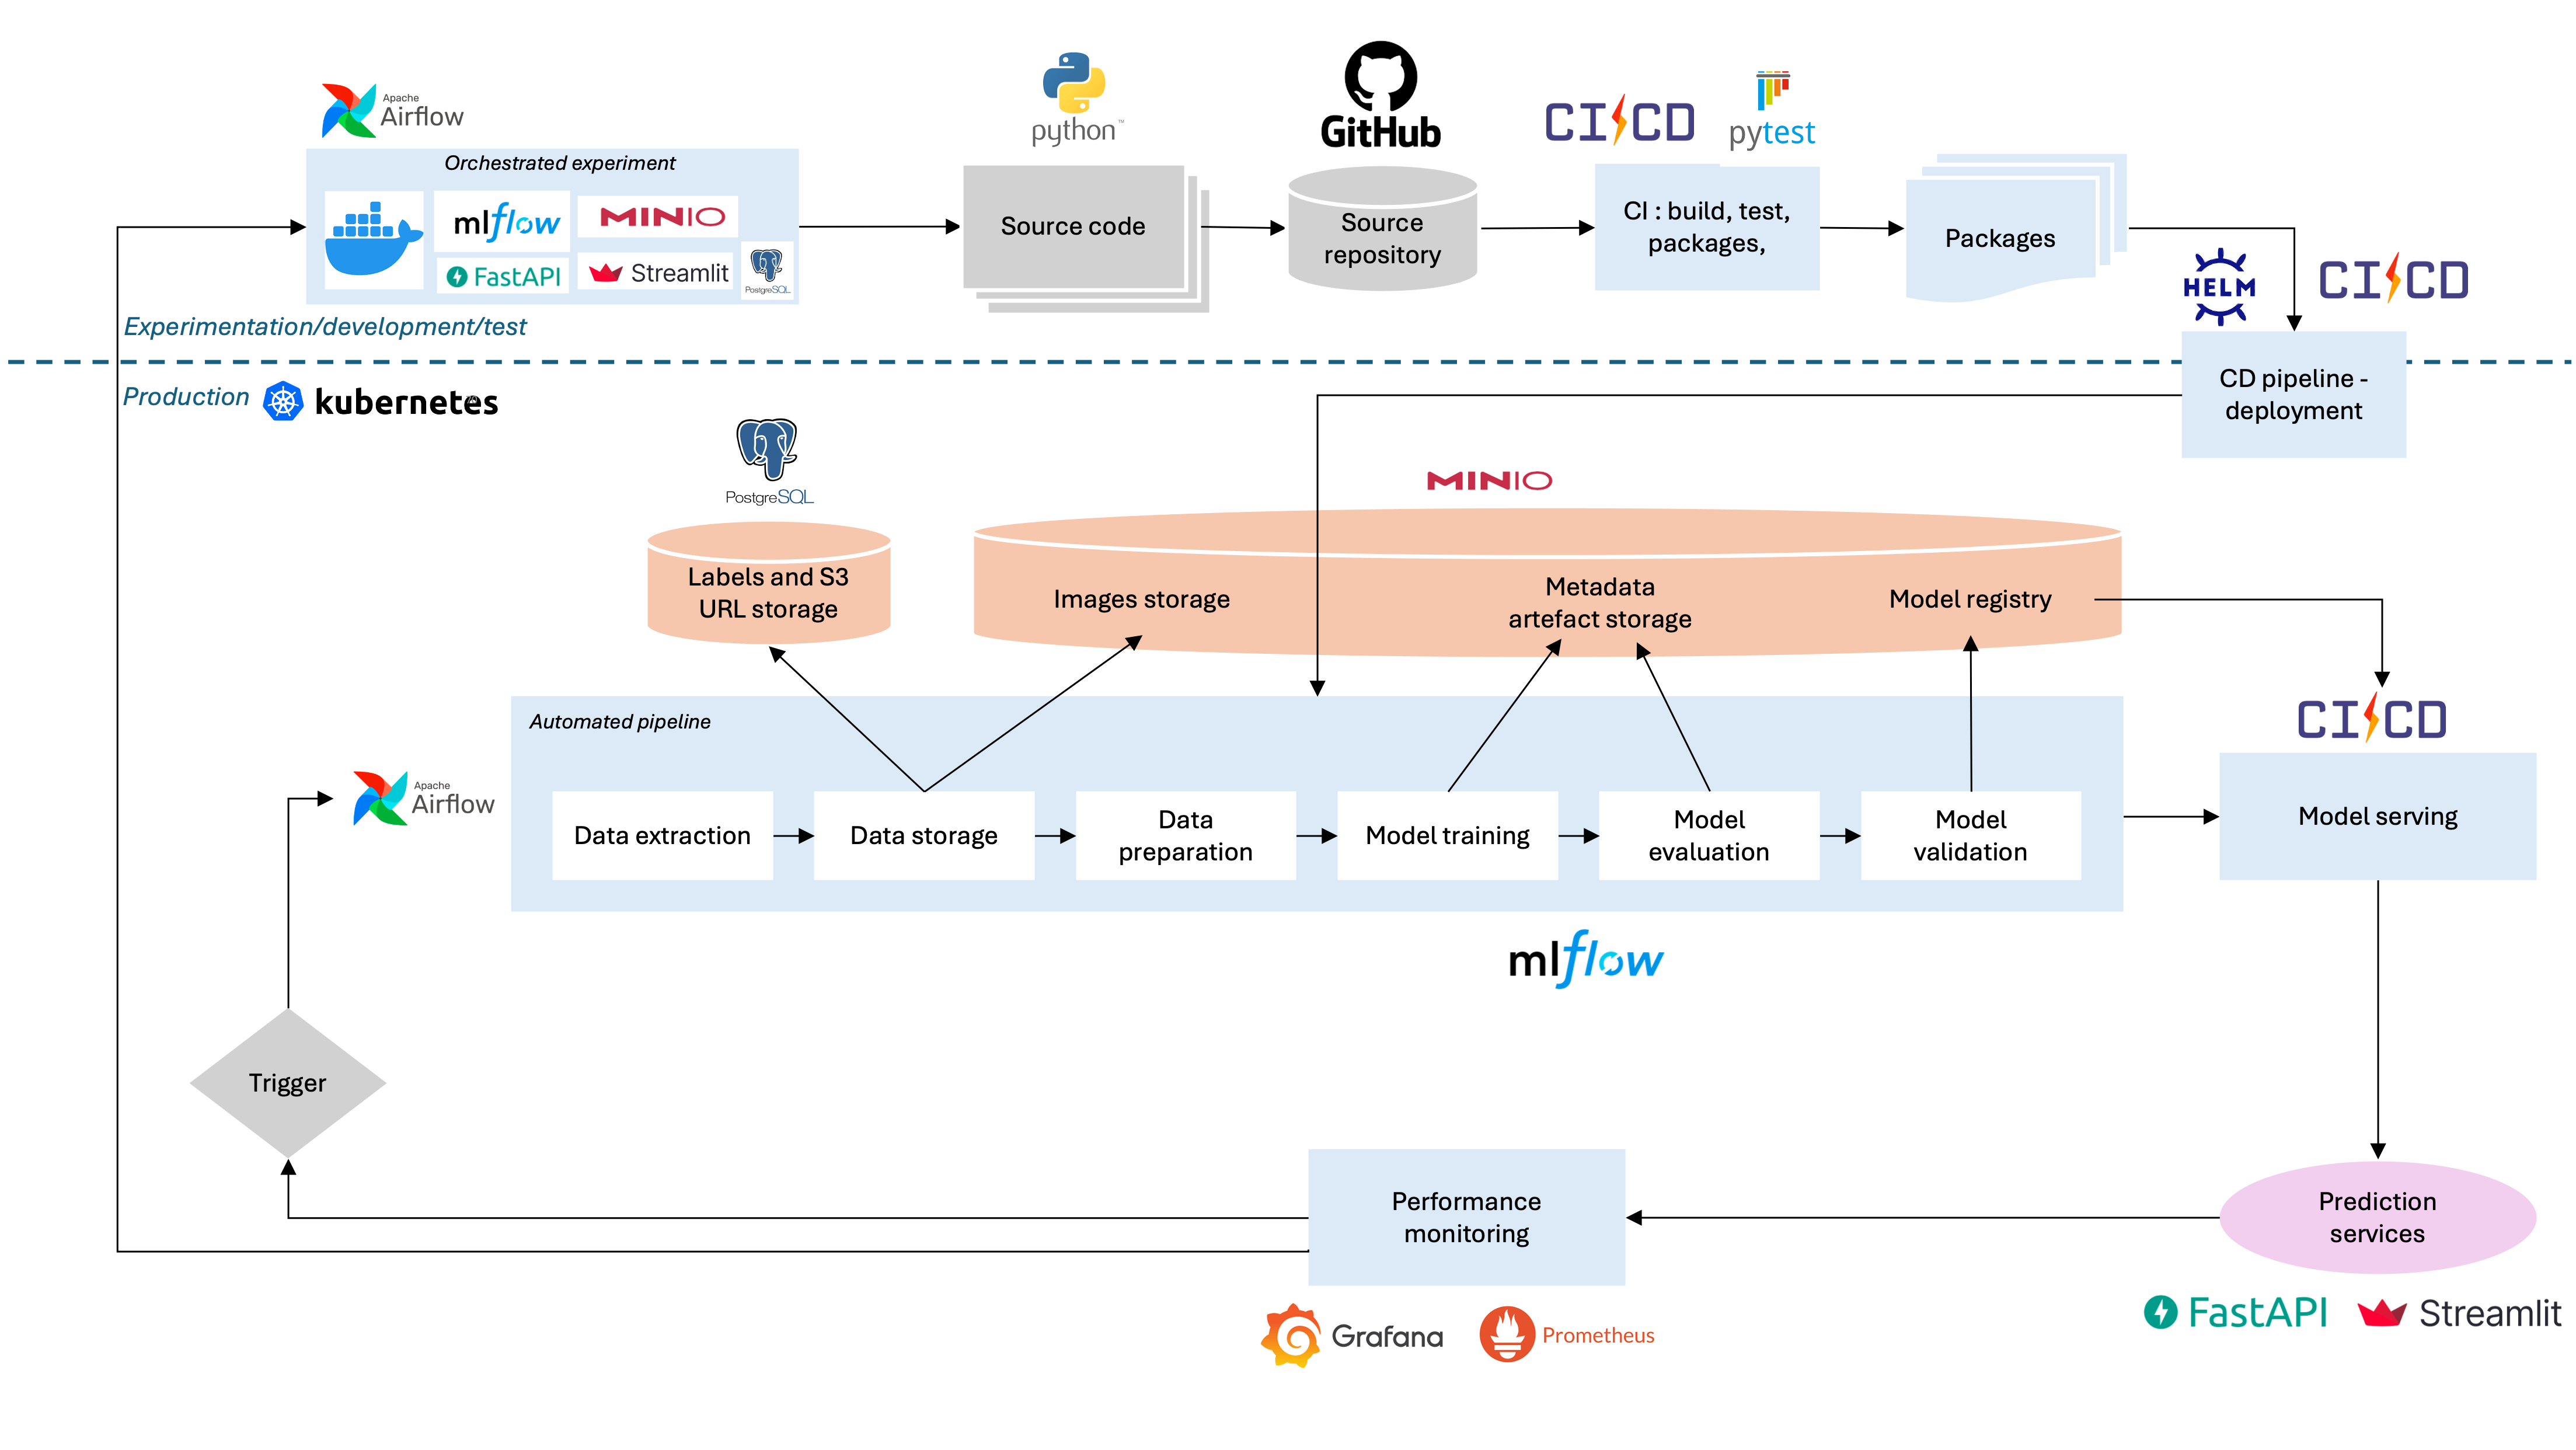 Apache
Airflow
python™
GitHub
CI CD
pytest
Orchestrated experiment
mlflow
MINIO
FastAPI
Streamlit
PostgreSQL
Source code
Source
repository
CI : build, test,
packages,
Packages
HELM
CI CD
Experimentation/development/test
Production
kubernetes
CD pipeline -
deployment
PostgreSQL
MINIO
Labels and S3
URL storage
Images storage
Metadata
artefact storage
Model registry
Automated pipeline
CI CD
Apache
Airflow
Data extraction
Data storage
Data
preparation
Model training
Model
evaluation
Model
validation
Model serving
mlflow
Trigger
Performance
monitoring
Prediction
services
Grafana
Prometheus
FastAPI
Streamlit